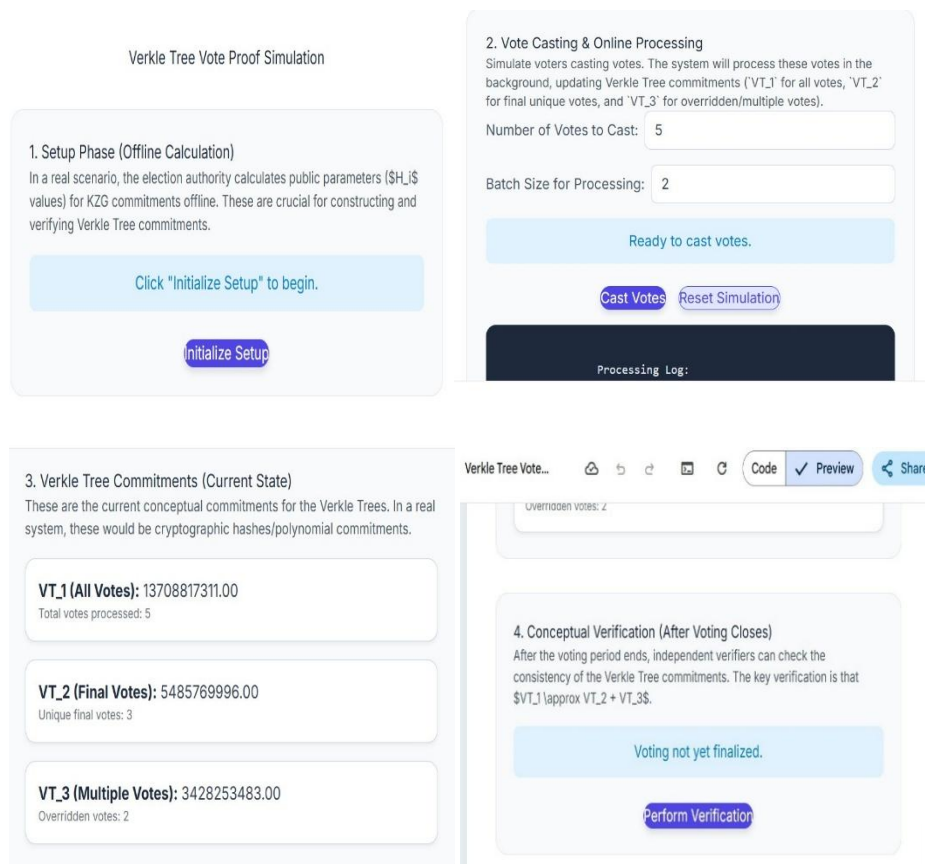 Verkle Tree Vote Proof Simulation
1. Setup Phase (Offline Calculation)
In a real scenario, the election authority calculates public parameters ($H_i$
values) for KZG commitments offline. These are crucial for constructing and
verifying Verkle Tree commitments.
Click "Initialize Setup" to begin.
Initialize Setup
2. Vote Casting & Online Processing
Simulate voters casting votes. The system will process these votes in the
background, updating Verkle Tree commitments (`VT_1` for all votes, `VT_2`
for final unique votes, and `VT_3` for overridden/multiple votes).
Number of Votes to Cast: 5
Batch Size for Processing: 2
Ready to cast votes.
Cast Votes Reset Simulation
Processing Log:
3. Verkle Tree Commitments (Current State)
These are the current conceptual commitments for the Verkle Trees. In a real
system, these would be cryptographic hashes/polynomial commitments.
VT_1 (All Votes): 13708817311.00
Total votes processed: 5
VT_2 (Final Votes): 5485769996.00
Unique final votes: 3
VT_3 (Multiple Votes): 3428253483.00
Overridden votes: 2
Verkle Tree Vote... Code Preview Share
Overridden votes: 2
4. Conceptual Verification (After Voting Closes)
After the voting period ends, independent verifiers can check the
consistency of the Verkle Tree commitments. The key verification is that
$VT_1 \approx VT_2 + VT_3$.
Voting not yet finalized.
Perform Verification